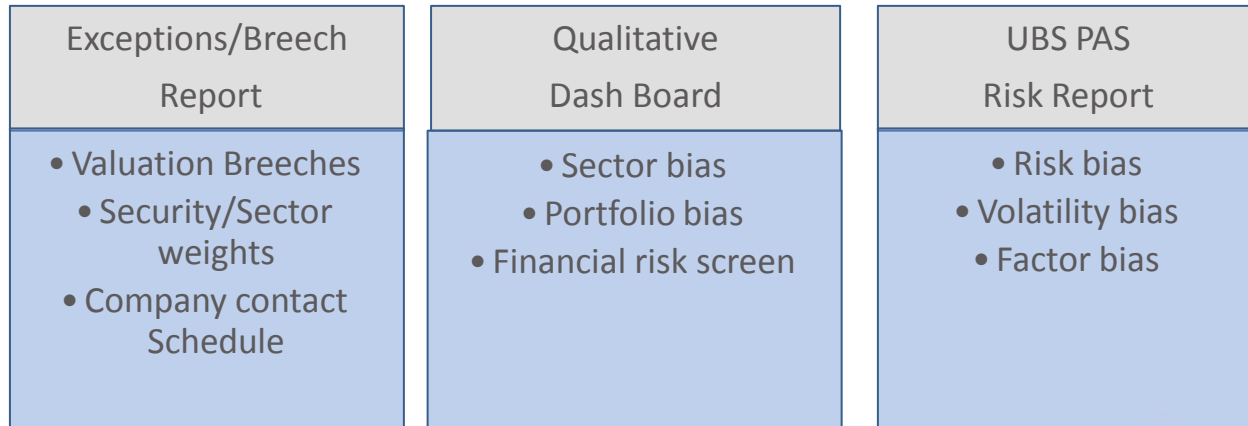 Exceptions/Breech
Report
• Valuation Breeches
• Security/Sector
weights
• Company contact
Schedule
Qualitative
Dash Board
• Sector bias
• Portfolio bias
• Financial risk screen
UBS PAS
Risk Report
• Risk bias
• Volatility bias
• Factor bias